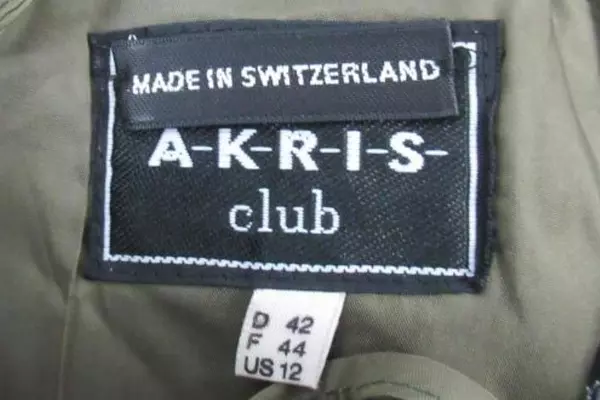 MADE IN SWITZERLAND
A-K-R-I-S-
club
D 42
F 44
US 12